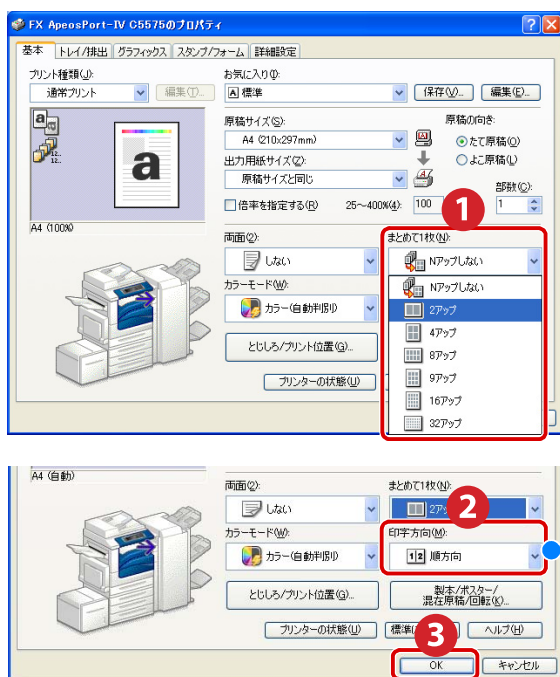 FX ApeosPort-IV C5575のプロパティ
基本 トレイ/排出 グラフィックス スタンプ/フォーム 詳細設定
プリント種類(J):
通常プリント 編集(T)...
お気に入り(I):
標準 保存(V)... 編集(E)...
原稿サイズ(S):
A4 (210x297mm)
原稿の向き:
たて原稿(O)
よこ原稿(L)
出力用紙サイズ(Z):
原稿サイズと同じ
部数(C):
倍率を指定する(R) 25~400%(4): 100 1
1
A4 (100%)
両面(2):
しない
まとめて1枚(N):
Nアップしない
Nアップしない
2アップ
4アップ
8アップ
9アップ
16アップ
32アップ
カラーモード(W):
カラー(自動判別)
とじしろ/プリント位置(G)...
プリンターの状態(U)
A4 (自動)
両面(2):
しない
まとめて1枚(N):
2
カラーモード(W):
カラー(自動判別)
印字方向(M):
順方向
とじしろ/プリント位置(G)...
製本/ポスター/
混在原稿/回転(K)...
プリンターの状態(U) ヘルプ(H)
3
OK キャンセル